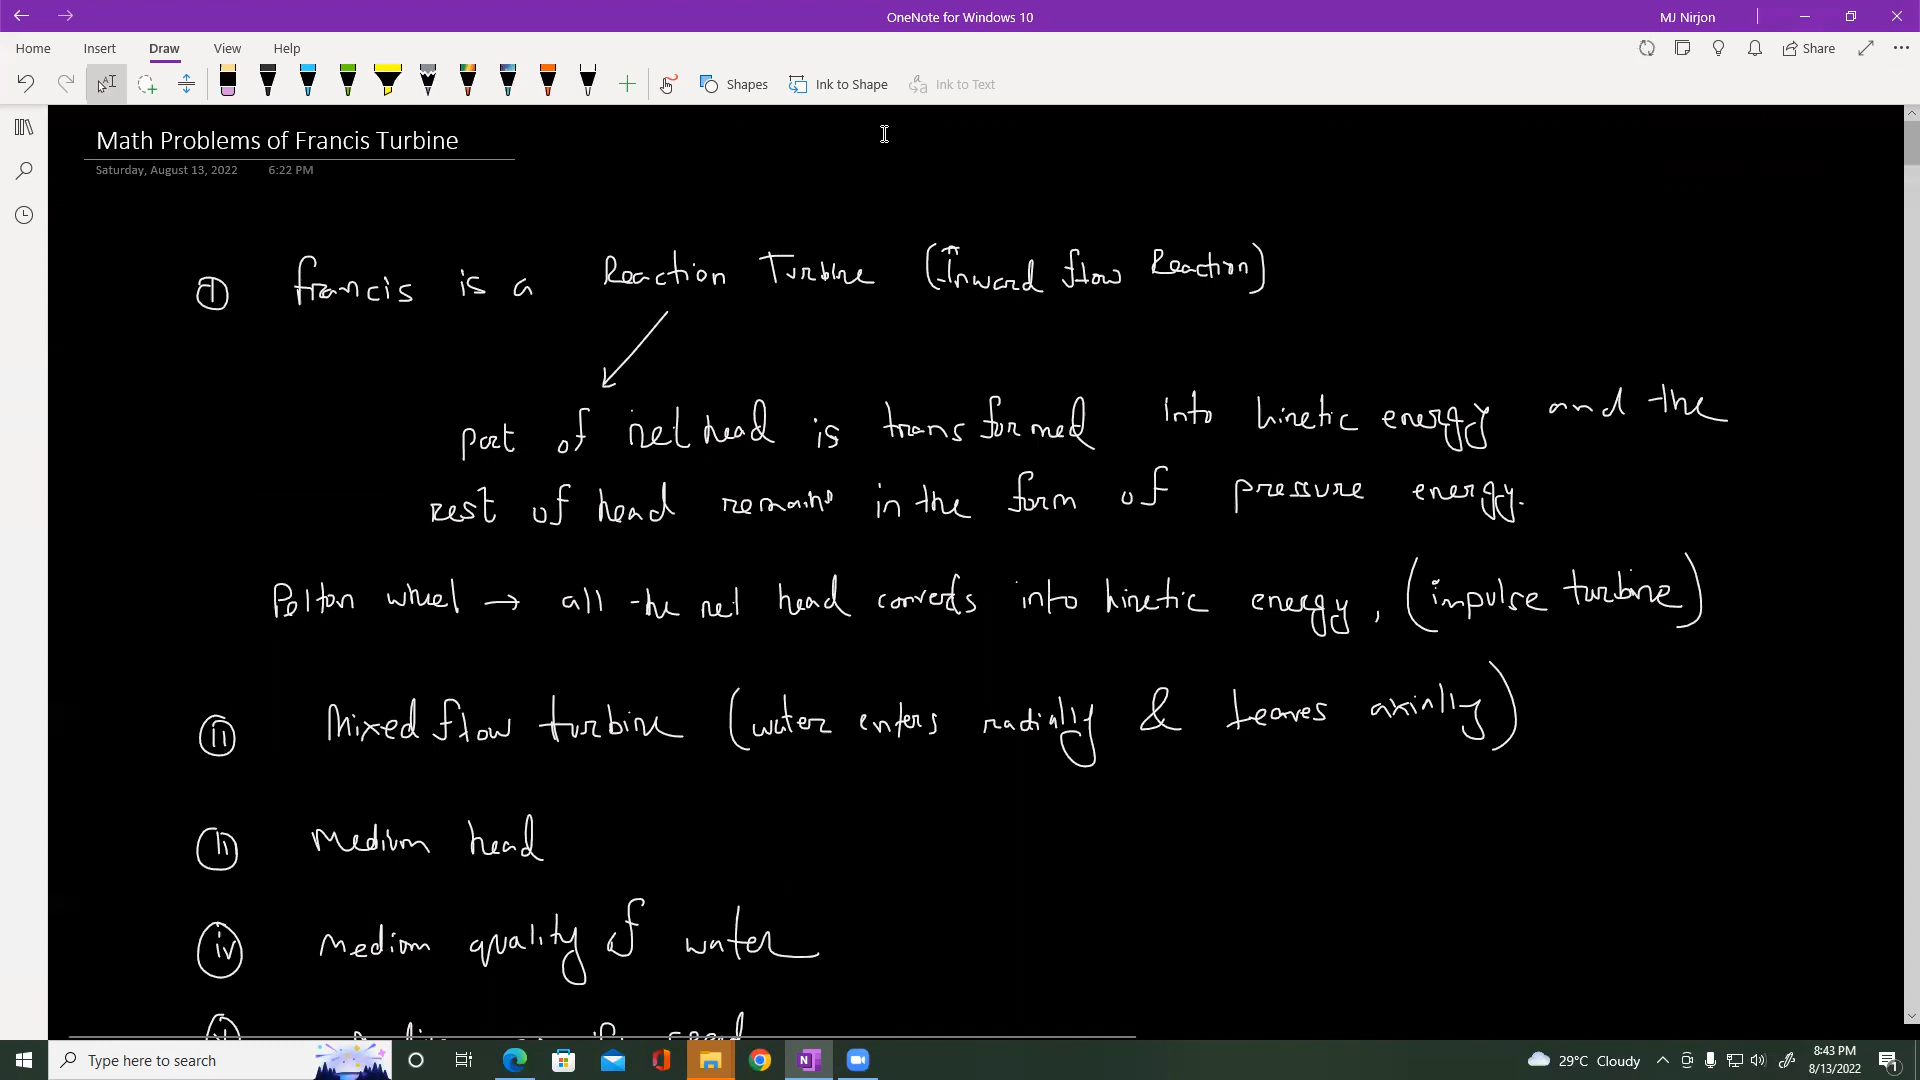 OneNote for Windows 10
MJ Nirjon
Home Insert Draw View Help
Share
Shapes
Ink to Shape
Ink to Text
Math Problems of Francis Turbine
Saturday, August 13, 2022 6:22 PM
i Francis is a Reaction Turbine (Inward flow Reaction)
part of net head is transformed into kinetic energy and the
rest of head remains in the form of pressure energy.
Pelton wheel → all the net head converts into kinetic energy, (impulse turbine)
ii Mixed flow turbine (water enters radially & leaves axially)
Medium head
iv Medium quality of water
Type here to search
29°C Cloudy
8:43 PM
8/13/2022
1